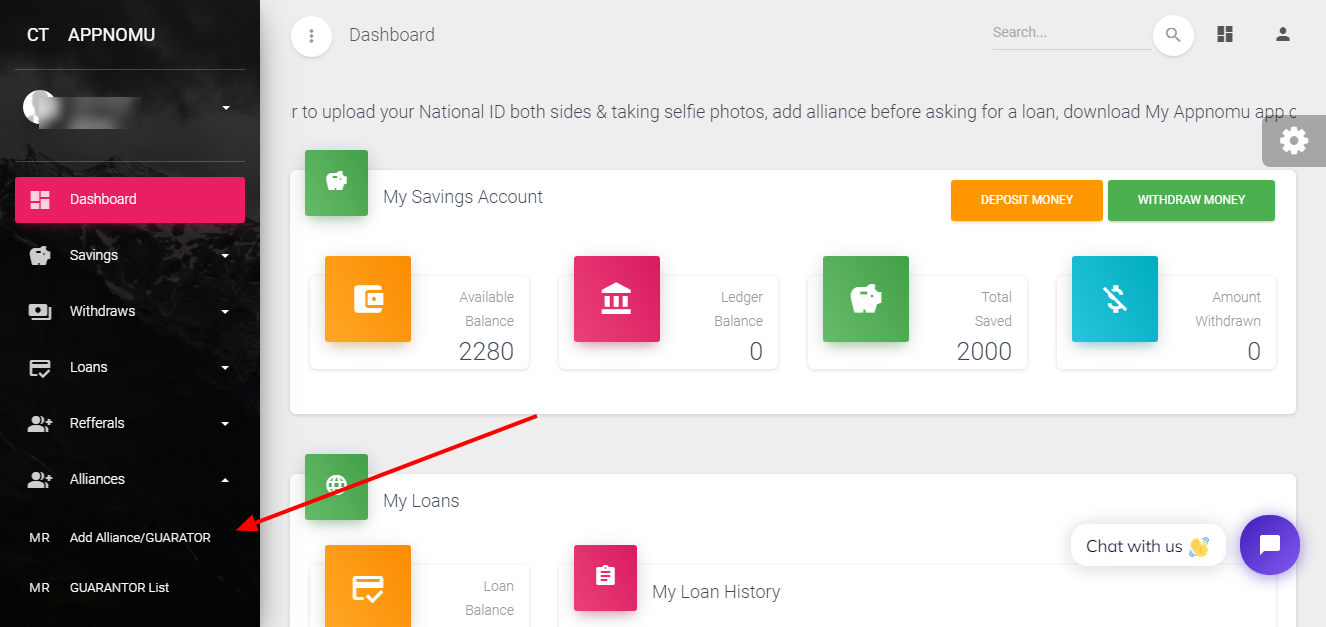 CT APPNOMU
Dashboard
Savings
Withdraws
Loans
Refferals
Alliances
MR Add Alliance/GUARATOR
MR GUARANTOR List
Dashboard
Search...
r to upload your National ID both sides & taking selfie photos, add alliance before asking for a loan, download My Appnomu app
My Savings Account
DEPOSIT MONEY
WITHDRAW MONEY
Available
Balance
2280
Ledger
Balance
0
Total
Saved
2000
Amount
Withdrawn
0
My Loans
Loan
Balance
My Loan History
Chat with us 👋